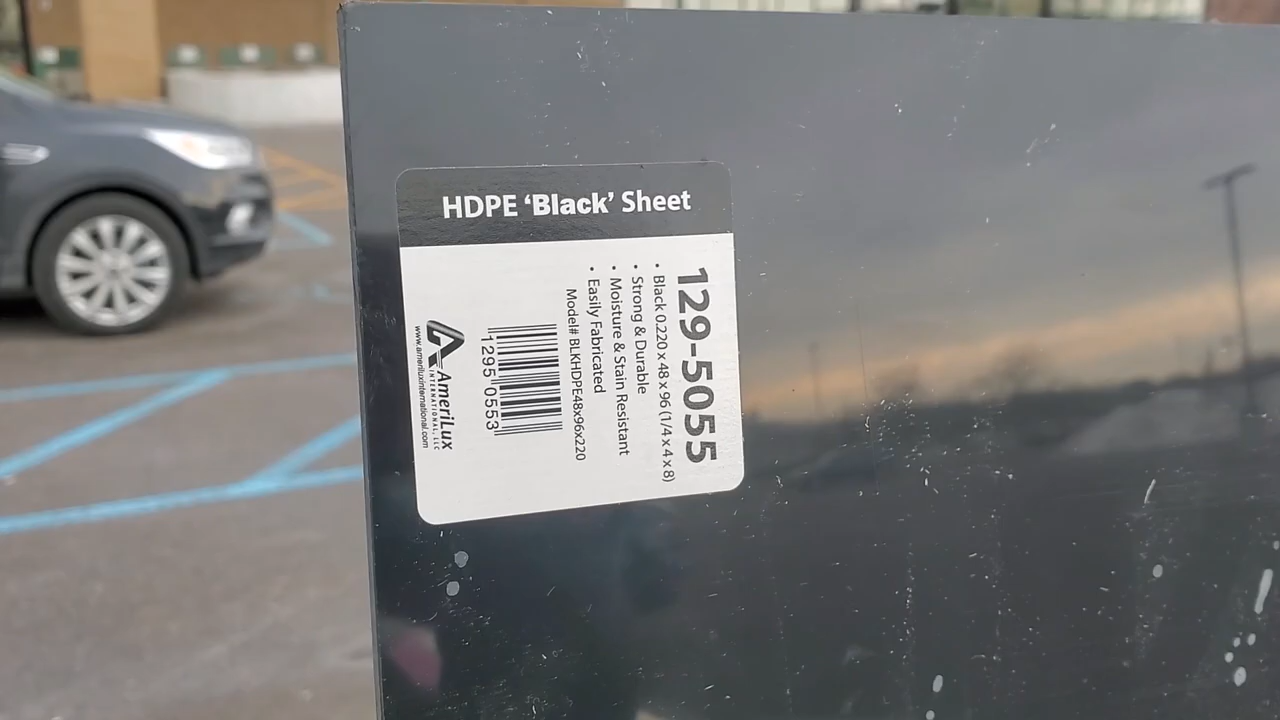 HDPE ‘Black’ Sheet
129-5055
• Black 0.220 x 48 x 96 (1/4 x 4 x 8)
• Strong & Durable
• Moisture & Stain Resistant
• Easily Fabricated
Model# BLKHDPE48x96x220
1295 0553
AmeriLux
INTERNATIONAL, LLC
www.ameriluxinternational.com